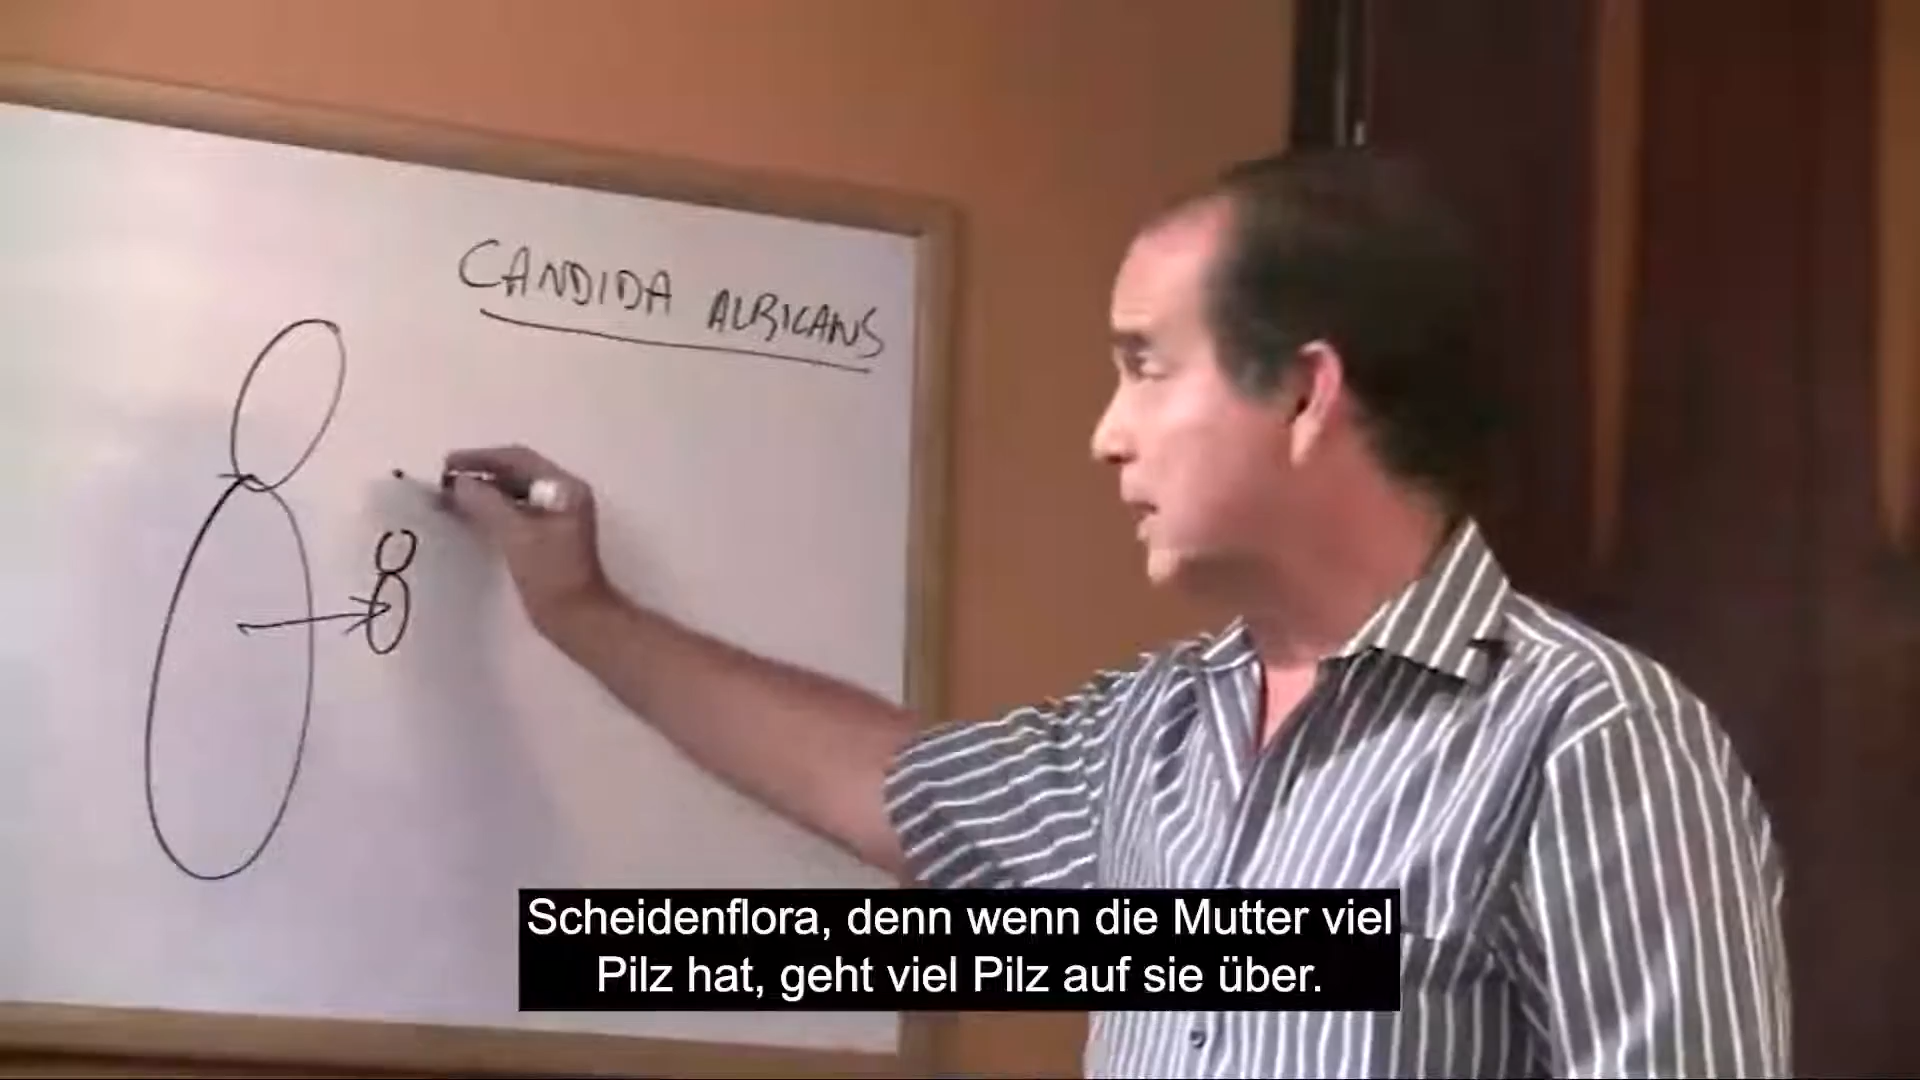 CANDIDA ALBICANS
Scheidenflora, denn wenn die Mutter viel
Pilz hat, geht viel Pilz auf sie über.